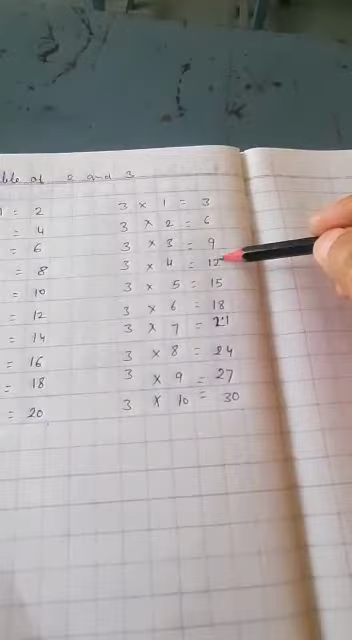 ble of 2 and 3
1 = 2
= 4
= 6
= 8
= 10
= 12
= 14
= 16
= 18
= 20
3 x 1 = 3
3 x 2 = 6
3 x 3 = 9
3 x 4 = 12
3 x 5 = 15
3 x 6 = 18
3 x 7 = 21
3 x 8 = 24
3 x 9 = 27
3 x 10 = 30